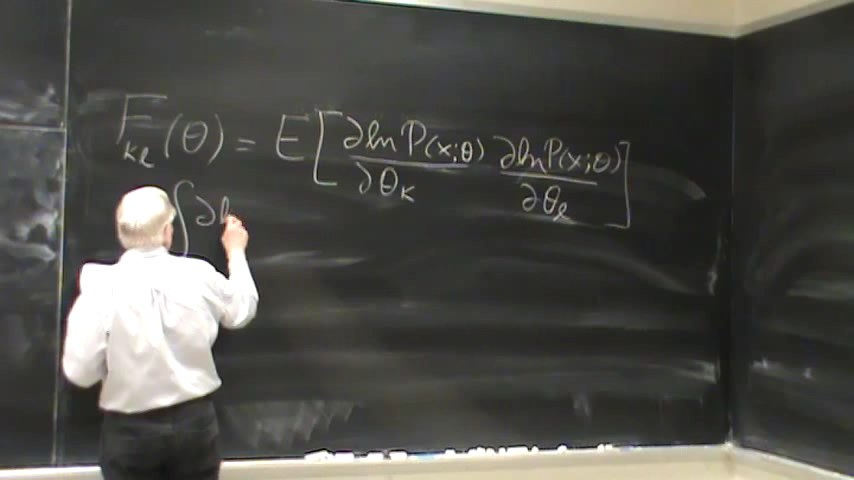 F_{kl}(θ) = E[∂ln P(x;θ)/∂θ_k ∂ln P(x;θ)/∂θ_l]
∫ ∂l